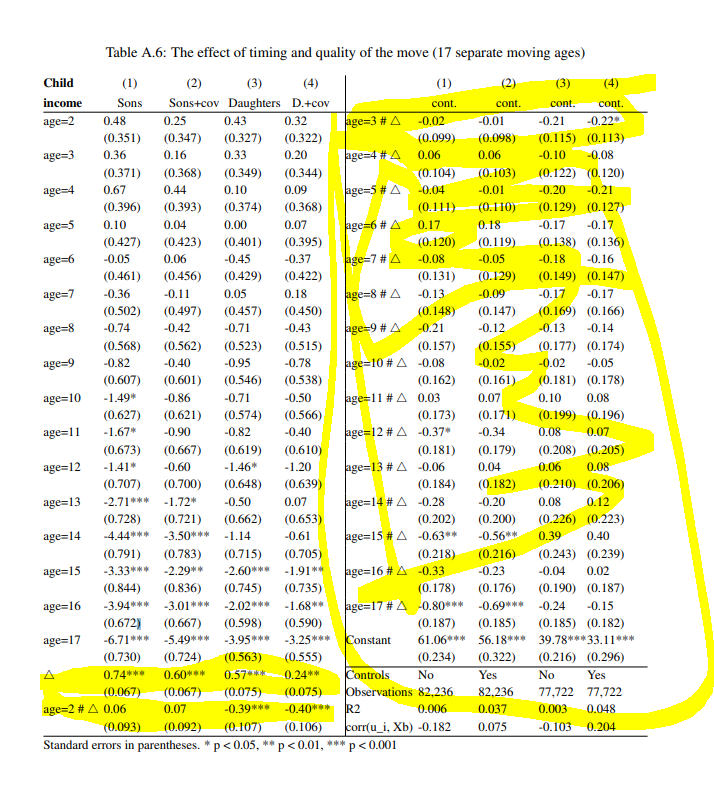 Table A.6: The effect of timing and quality of the move (17 separate moving ages)
Child (1) (2) (3) (4) (1) (2) (3) (4)
income Sons Sons+cov Daughters D.+cov cont. cont. cont. cont.
age=2 0.48 0.25 0.43 0.32 age=3 # △ -0.02 -0.01 -0.21 -0.22*
(0.351) (0.347) (0.327) (0.322) (0.099) (0.098) (0.115) (0.113)
age=3 0.36 0.16 0.33 0.20 age=4 # △ 0.06 0.06 -0.10 -0.08
(0.371) (0.368) (0.349) (0.344) (0.104) (0.103) (0.122) (0.120)
age=4 0.67 0.44 0.10 0.09 age=5 # △ -0.04 -0.01 -0.20 -0.21
(0.396) (0.393) (0.374) (0.368) (0.111) (0.110) (0.129) (0.127)
age=5 0.10 0.04 0.00 0.07 age=6 # △ 0.17 0.18 -0.17 -0.17
(0.427) (0.423) (0.401) (0.395) (0.120) (0.119) (0.138) (0.136)
age=6 -0.05 0.06 -0.45 -0.37 age=7 # △ -0.08 -0.05 -0.18 -0.16
(0.461) (0.456) (0.429) (0.422) (0.131) (0.129) (0.149) (0.147)
age=7 -0.36 -0.11 0.05 0.18 age=8 # △ -0.13 -0.09 -0.17 -0.17
(0.502) (0.497) (0.457) (0.450) (0.148) (0.147) (0.169) (0.166)
age=8 -0.74 -0.42 -0.71 -0.43 age=9 # △ -0.21 -0.12 -0.13 -0.14
(0.568) (0.562) (0.523) (0.515) (0.157) (0.155) (0.177) (0.174)
age=9 -0.82 -0.40 -0.95 -0.78 age=10 # △ -0.08 -0.02 -0.02 -0.05
(0.607) (0.601) (0.546) (0.538) (0.162) (0.161) (0.181) (0.178)
age=10 -1.49* -0.86 -0.71 -0.50 age=11 # △ 0.03 0.07 0.10 0.08
(0.627) (0.621) (0.574) (0.566) (0.173) (0.171) (0.199) (0.196)
age=11 -1.67* -0.90 -0.82 -0.40 age=12 # △ -0.37* -0.34 0.08 0.07
(0.673) (0.667) (0.619) (0.610) (0.181) (0.179) (0.208) (0.205)
age=12 -1.41* -0.60 -1.46* -1.20 age=13 # △ -0.06 0.04 0.06 0.08
(0.707) (0.700) (0.648) (0.639) (0.184) (0.182) (0.210) (0.206)
age=13 -2.71*** -1.72* -0.50 0.07 age=14 # △ -0.28 -0.20 0.08 0.12
(0.728) (0.721) (0.662) (0.653) (0.202) (0.200) (0.226) (0.223)
age=14 -4.44*** -3.50*** -1.14 -0.61 age=15 # △ -0.63** -0.56** 0.39 0.40
(0.791) (0.783) (0.715) (0.705) (0.218) (0.216) (0.243) (0.239)
age=15 -3.33*** -2.29** -2.60*** -1.91** age=16 # △ -0.33 -0.23 -0.04 0.02
(0.844) (0.836) (0.745) (0.735) (0.178) (0.176) (0.190) (0.187)
age=16 -3.94*** -3.01*** -2.02*** -1.68** age=17 # △ -0.80*** -0.69*** -0.24 -0.15
(0.672) (0.667) (0.598) (0.590) (0.187) (0.185) (0.185) (0.182)
age=17 -6.71*** -5.49*** -3.95*** -3.25*** Constant 61.06*** 56.18*** 39.78*** 33.11***
(0.730) (0.724) (0.563) (0.555) (0.234) (0.322) (0.216) (0.296)
△ 0.74*** 0.60*** 0.57*** 0.24** Controls No Yes No Yes
(0.067) (0.067) (0.075) (0.075) Observations 82,236 82,236 77,722 77,722
age=2 # △ 0.06 0.07 -0.39*** -0.40*** R2 0.006 0.037 0.003 0.048
(0.093) (0.092) (0.107) (0.106) corr(u_i, Xb) -0.182 0.075 -0.103 0.204
Standard errors in parentheses. * p < 0.05, ** p < 0.01, *** p < 0.001